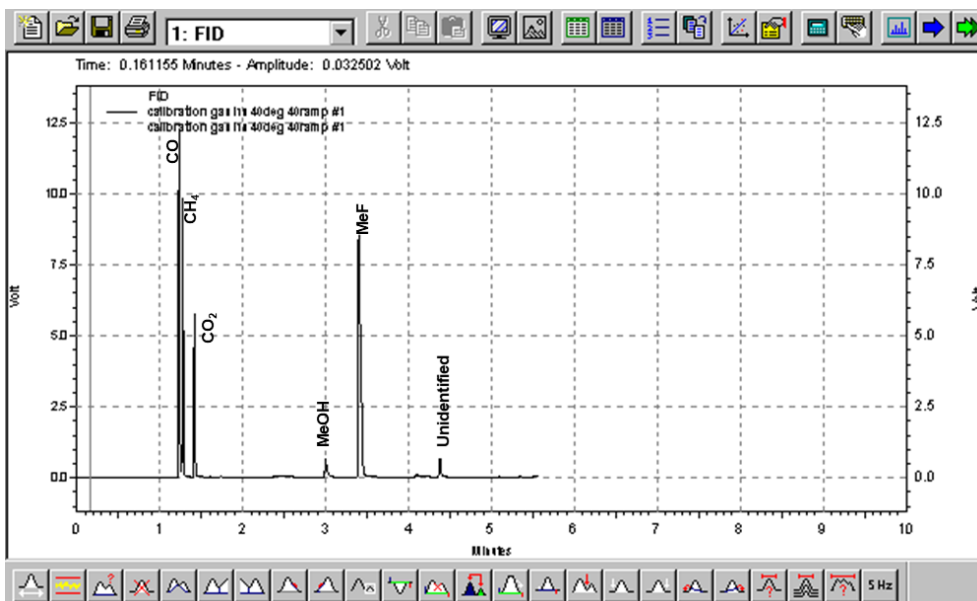 1: FID
Time: 0.161155 Minutes - Amplitude: 0.032502 Volt
FID
calibration gas 40deg 40ramp #1
calibration gas 40deg 40ramp #1
12.5
10.0
7.5
5.0
2.5
0.0
Volt
CO
CH₄
CO₂
MeOH
MeF
Unidentified
12.5
10.0
7.5
5.0
2.5
0.0
Volt
0 1 2 3 4 5 6 7 8 9 10
Minutes
5 Hz